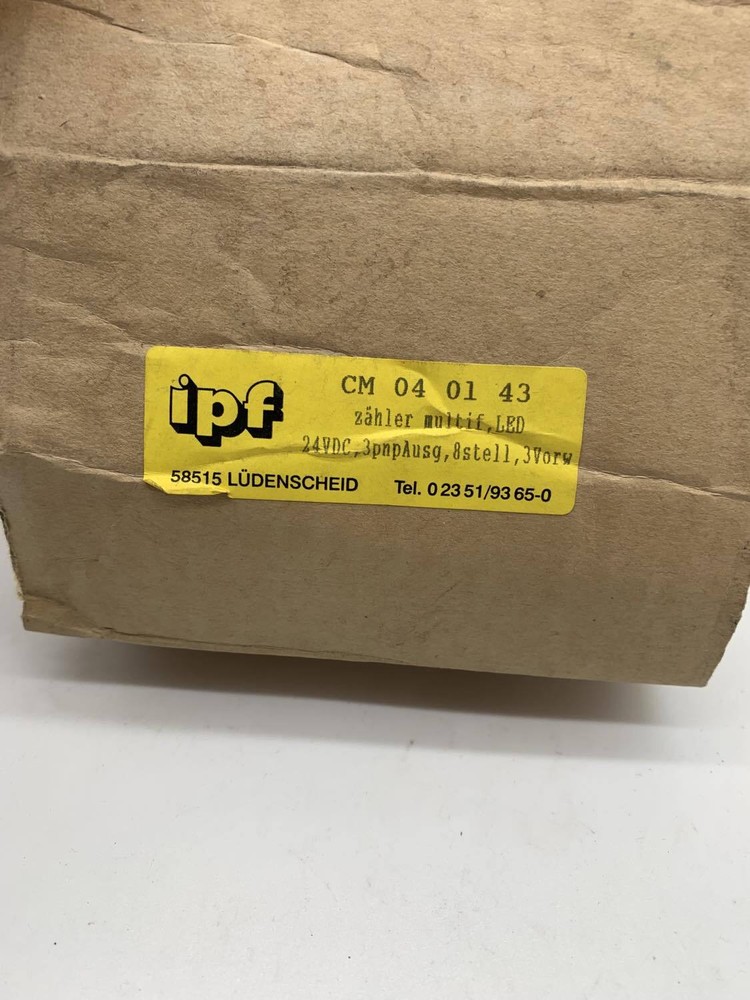 ipf
CM 04 01 43
zähler multif,LED
24VDC,3pnpAusg,8stell,3Vorw
58515 LÜDENSCHEID Tel. 0 23 51/93 65-0